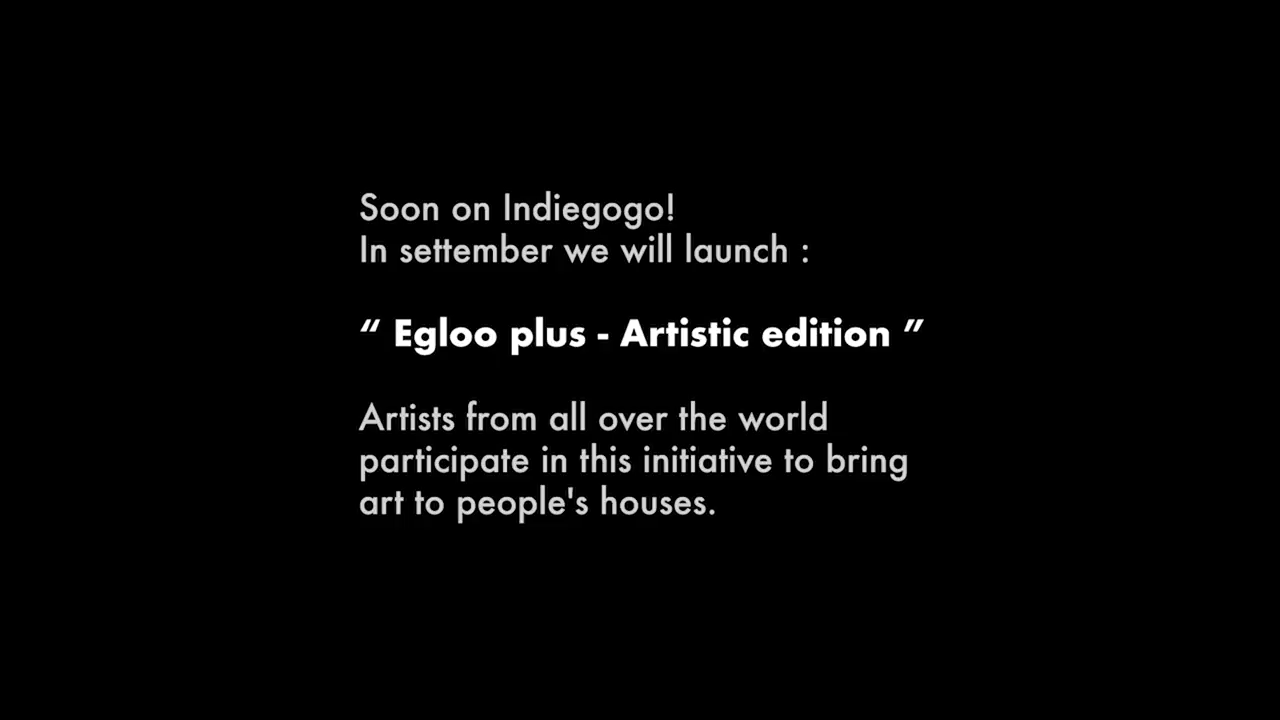 Soon on Indiegogo!
In settember we will launch :
“ Egloo plus - Artistic edition ”
Artists from all over the world
participate in this initiative to bring
art to people's houses.